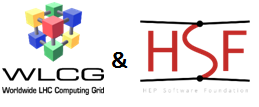 WLCG
Worldwide LHC Computing Grid
&
HSF
HEP Software Foundation